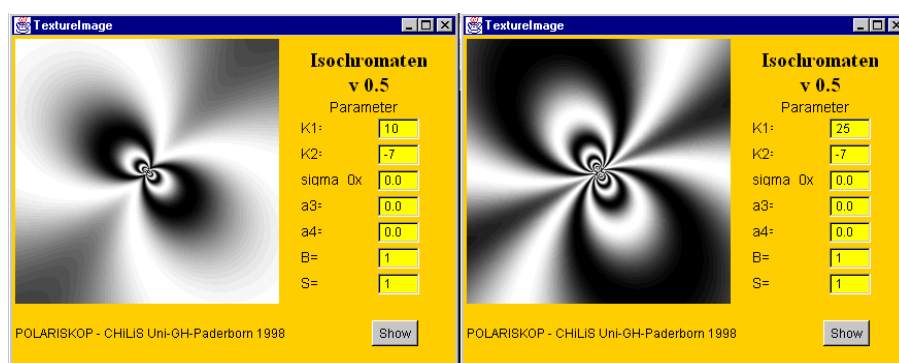 TextureImage
Isochromaten
v 0.5
Parameter
K1= 10
K2= -7
sigma 0x 0.0
a3= 0.0
a4= 0.0
B= 1
S= 1
POLARISKOP - CHiLiS Uni-GH-Paderborn 1998 Show
TextureImage
Isochromaten
v 0.5
Parameter
K1= 25
K2= -7
sigma 0x 0.0
a3= 0.0
a4= 0.0
B= 1
S= 1
POLARISKOP - CHiLiS Uni-GH-Paderborn 1998 Show